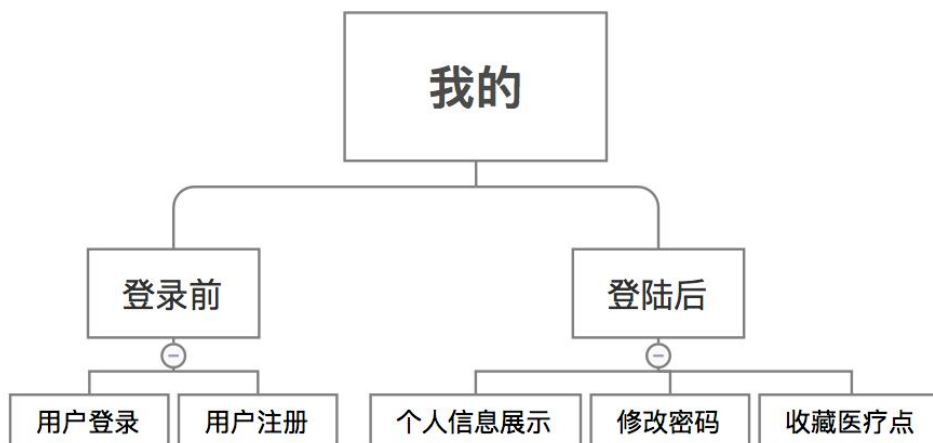 我的
登录前
登陆后
用户登录
用户注册
个人信息展示
修改密码
收藏医疗点